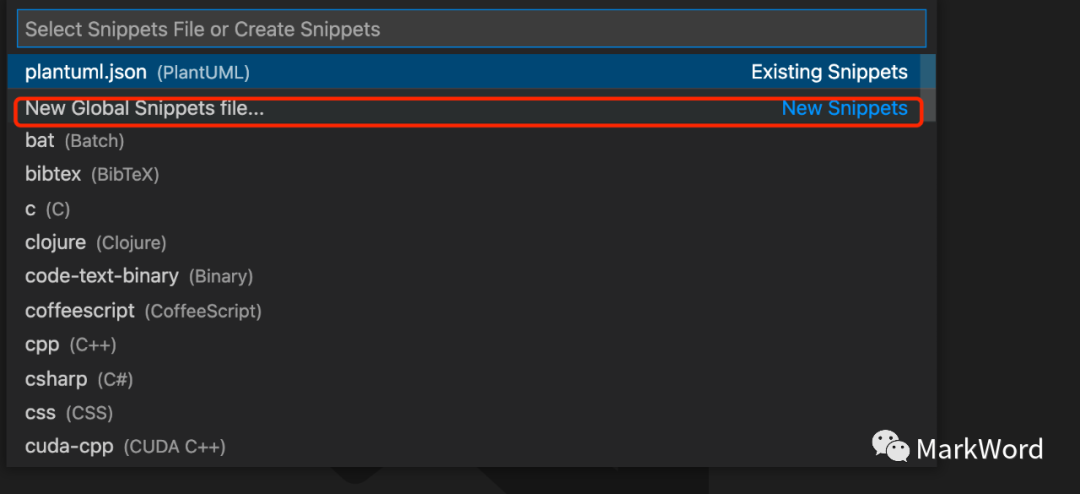 Select Snippets File or Create Snippets
plantuml.json (PlantUML) Existing Snippets
New Global Snippets file... New Snippets
bat (Batch)
bibtex (BibTeX)
c (C)
clojure (Clojure)
code-text-binary (Binary)
coffeescript (CoffeeScript)
cpp (C++)
csharp (C#)
css (CSS)
cuda-cpp (CUDA C++)
MarkWord